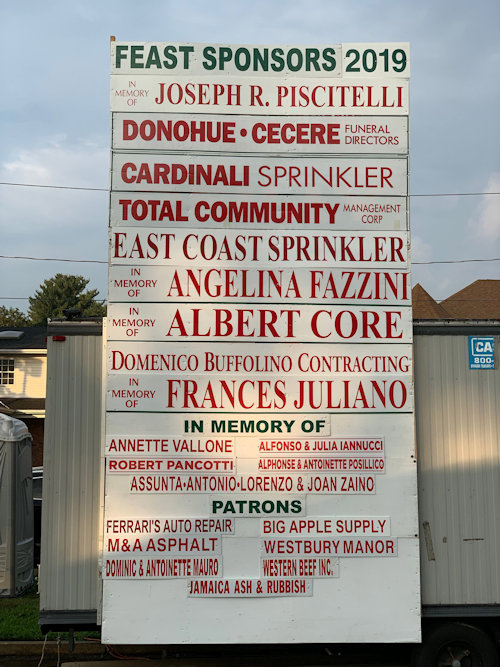 FEAST SPONSORS 2019
IN MEMORY OF JOSEPH R. PISCITELLI
DONOHUE • CECERE FUNERAL DIRECTORS
CARDINALI SPRINKLER
TOTAL COMMUNITY MANAGEMENT CORP
EAST COAST SPRINKLER
IN MEMORY OF ANGELINA FAZZINI
IN MEMORY OF ALBERT CORE
DOMENICO BUFFOLINO CONTRACTING
IN MEMORY OF FRANCES JULIANO
IN MEMORY OF
ANNETTE VALLONE ALFONSO & JULIA IANNUCCI
ROBERT PANCOTTI ALPHONSE & ANTOINETTE POSILLICO
ASSUNTA•ANTONIO•LORENZO & JOAN ZAINO
PATRONS
FERRARI'S AUTO REPAIR BIG APPLE SUPPLY
M&A ASPHALT WESTBURY MANOR
DOMINIC & ANTOINETTE MAURO WESTERN BEEF INC.
JAMAICA ASH & RUBBISH
CA
800-